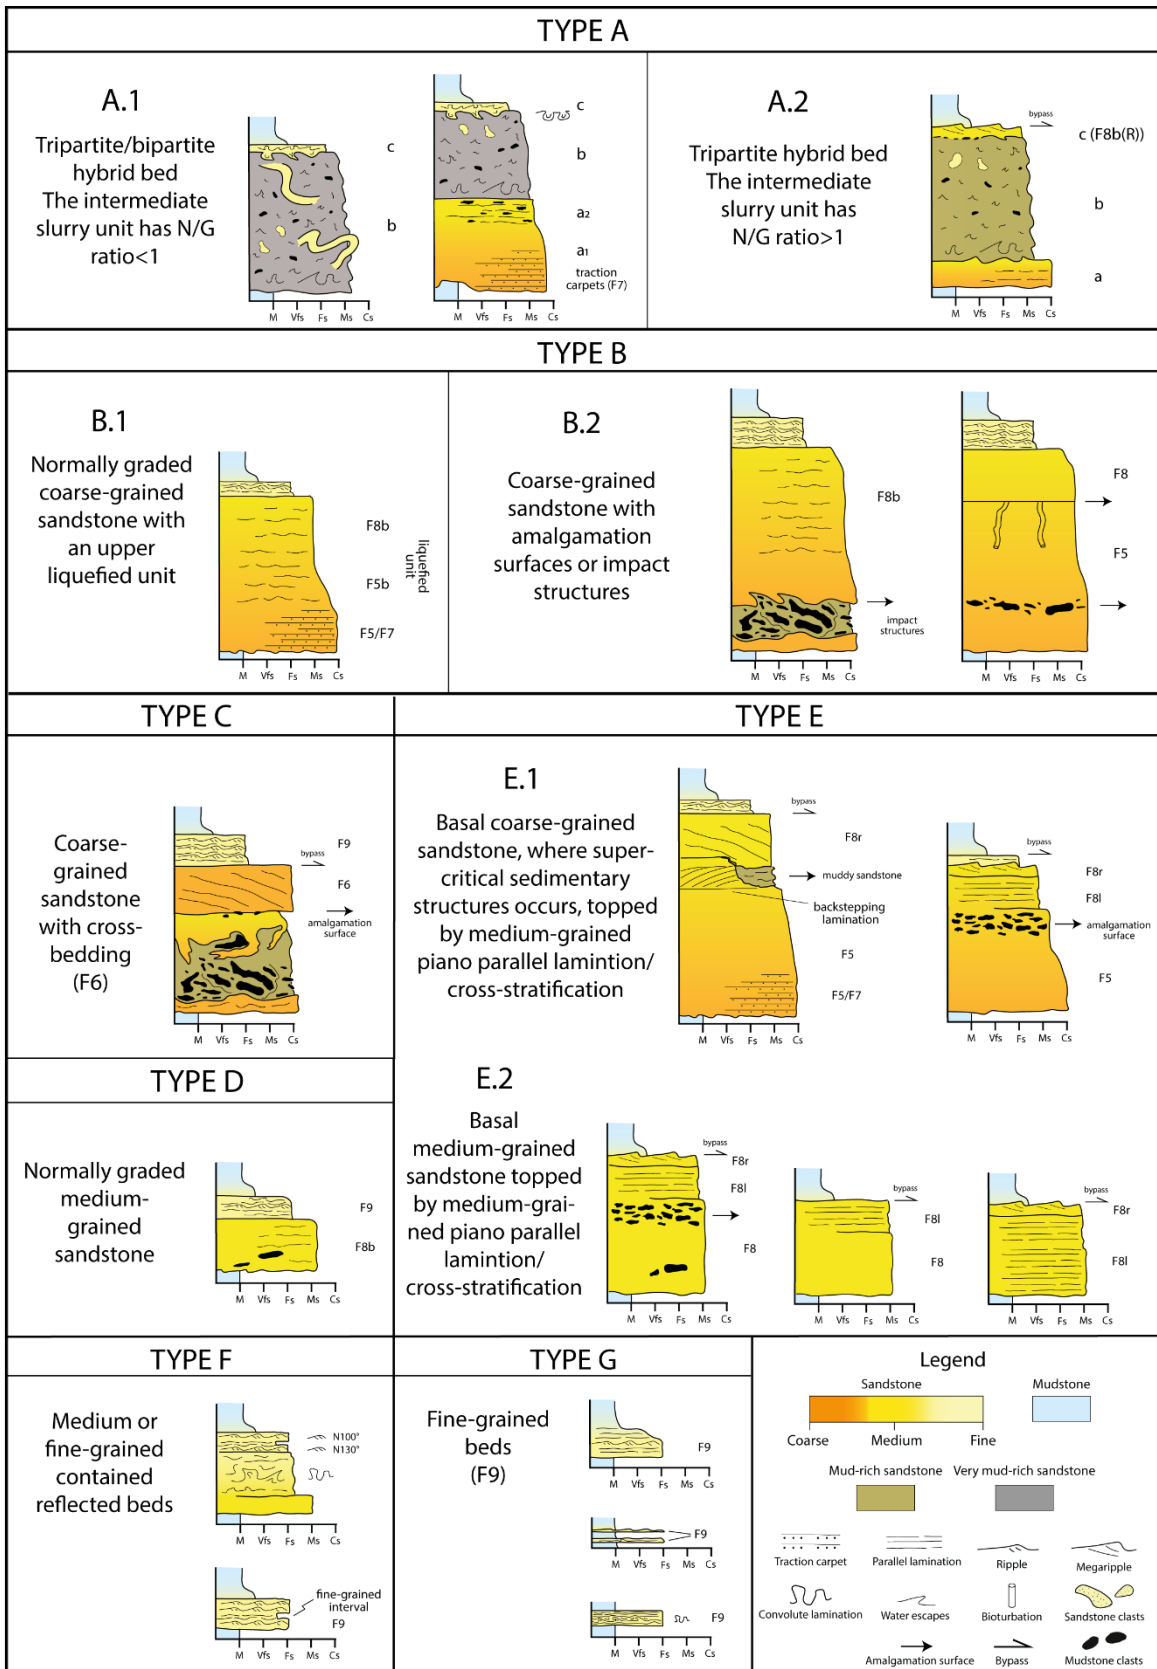 TYPE A
A.1
Tripartite/bipartite
hybrid bed
The intermediate
slurry unit has N/G
ratio<1
c
b
M Vfs Fs Ms Cs
c
b
a2
a1
traction
carpets (F7)
M Vfs Fs Ms Cs
A.2
Tripartite hybrid bed
The intermediate
slurry unit has
N/G ratio>1
bypass
c (F8b(R))
b
a
M Vfs Fs Ms Cs
TYPE B
B.1
Normally graded
coarse-grained
sandstone with
an upper
liquefied unit
F8b
F5b
F5/F7
liquefied
unit
M Vfs Fs Ms Cs
B.2
Coarse-grained
sandstone with
amalgamation
surfaces or impact
structures
F8b
impact
structures
M Vfs Fs Ms Cs
F8
F5
M Vfs Fs Ms Cs
TYPE C
Coarse-
grained
sandstone
with cross-
bedding
(F6)
F9
bypass
F6
amalgamation
surface
M Vfs Fs Ms Cs
TYPE E
E.1
Basal coarse-grained
sandstone, where super-
critical sedimentary
structures occurs, topped
by medium-grained
piano parallel lamintion/
cross-stratification
bypass
F8r
muddy sandstone
backstepping
lamination
F5
F5/F7
M Vfs Fs Ms Cs
bypass
F8r
F8l
amalgamation
surface
F5
M Vfs Fs Ms Cs
TYPE D
Normally graded
medium-
grained
sandstone
F9
F8b
M Vfs Fs Ms Cs
E.2
Basal
medium-grained
sandstone topped
by medium-grai-
ned piano parallel
lamintion/
cross-stratification
bypass
F8r
F8l
F8
M Vfs Fs Ms Cs
bypass
F8l
F8
M Vfs Fs Ms Cs
bypass
F8r
F8l
M Vfs Fs Ms Cs
TYPE F
Medium or
fine-grained
contained
reflected beds
N100°
N130°
M Vfs Fs Ms Cs
fine-grained
interval
F9
M Vfs Fs Ms Cs
TYPE G
Fine-grained
beds
(F9)
F9
M Vfs Fs Ms Cs
F9
M Vfs Fs Ms Cs
F9
M Vfs Fs Ms Cs
Legend
Sandstone
Mudstone
Coarse Medium Fine
Mud-rich sandstone
Very mud-rich sandstone
Traction carpet
Parallel lamination
Ripple
Megaripple
Convolute lamination
Water escapes
Bioturbation
Sandstone clasts
Amalgamation surface
Bypass
Mudstone clasts